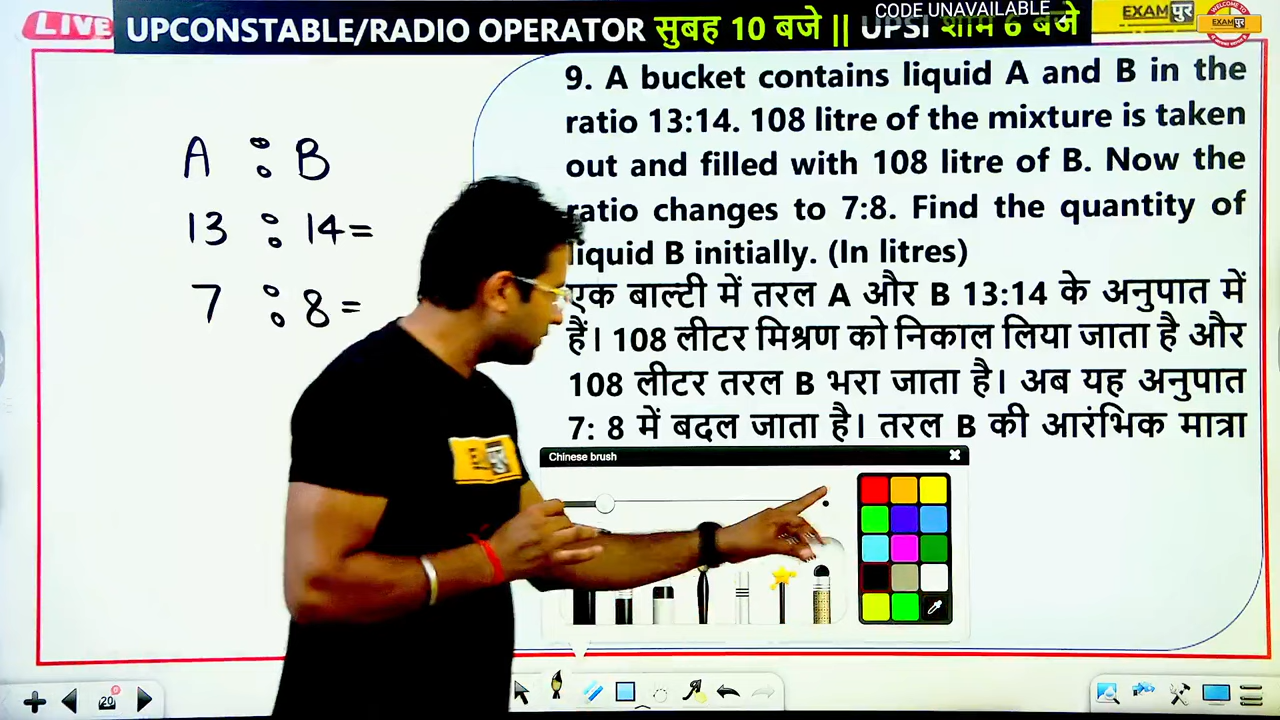 LIVE
UPCONSTABLE/RADIO OPERATOR सुबह 10 बजे || UPSI शाम 6 बजे
CODE UNAVAILABLE
EXAM पुर
WELCOME TO
EXAM पुर
9. A bucket contains liquid A and B in the
ratio 13:14. 108 litre of the mixture is taken
out and filled with 108 litre of B. Now the
ratio changes to 7:8. Find the quantity of
liquid B initially. (In litres)
एक बाल्टी में तरल A और B 13:14 के अनुपात में
हैं। 108 लीटर मिश्रण को निकाल लिया जाता है और
108 लीटर तरल B भरा जाता है। अब यह अनुपात
7: 8 में बदल जाता है। तरल B की आरंभिक मात्रा
A : B
13 : 14=
7 : 8=
Chinese brush
20